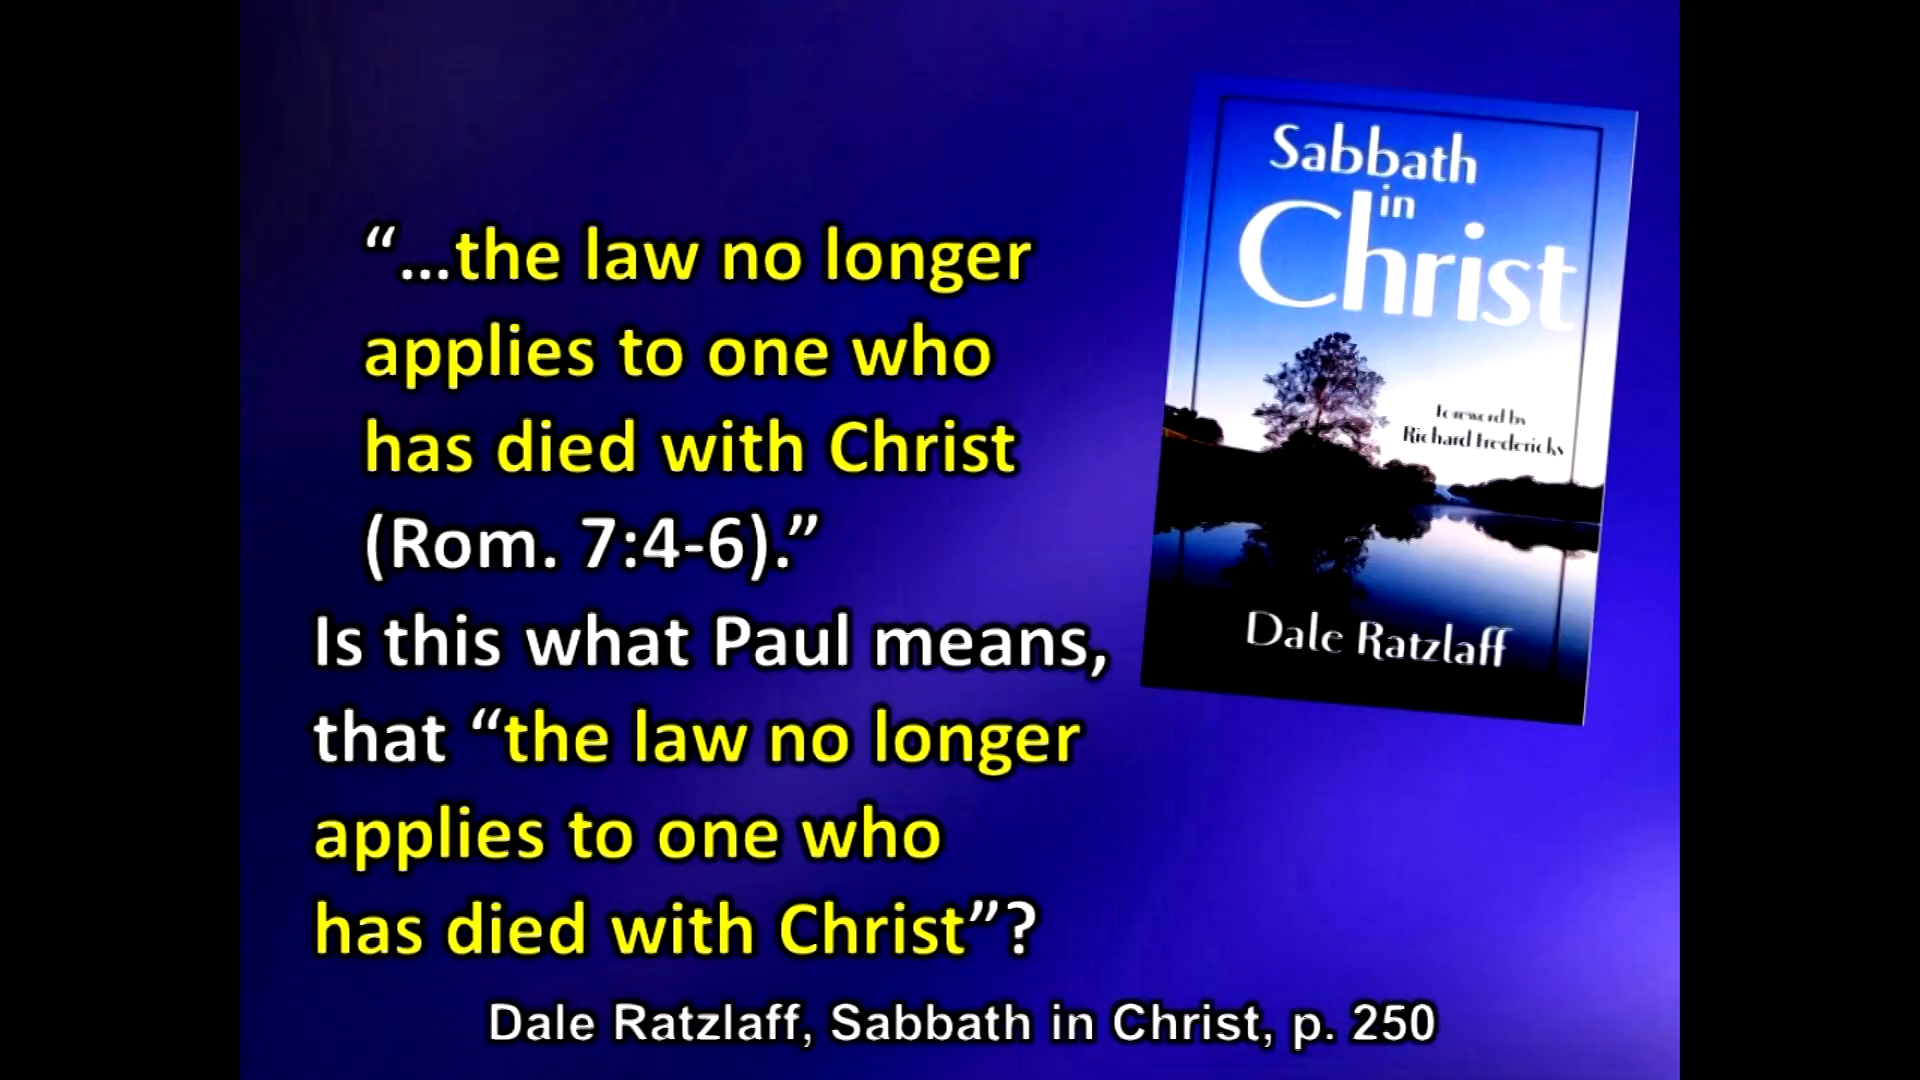 “...the law no longer
applies to one who
has died with Christ
(Rom. 7:4-6).”
Is this what Paul means,
that “the law no longer
applies to one who
has died with Christ”?
Dale Ratzlaff, Sabbath in Christ, p. 250
Sabbath
in
Christ
Foreword by
Richard Fredericks
Dale Ratzlaff